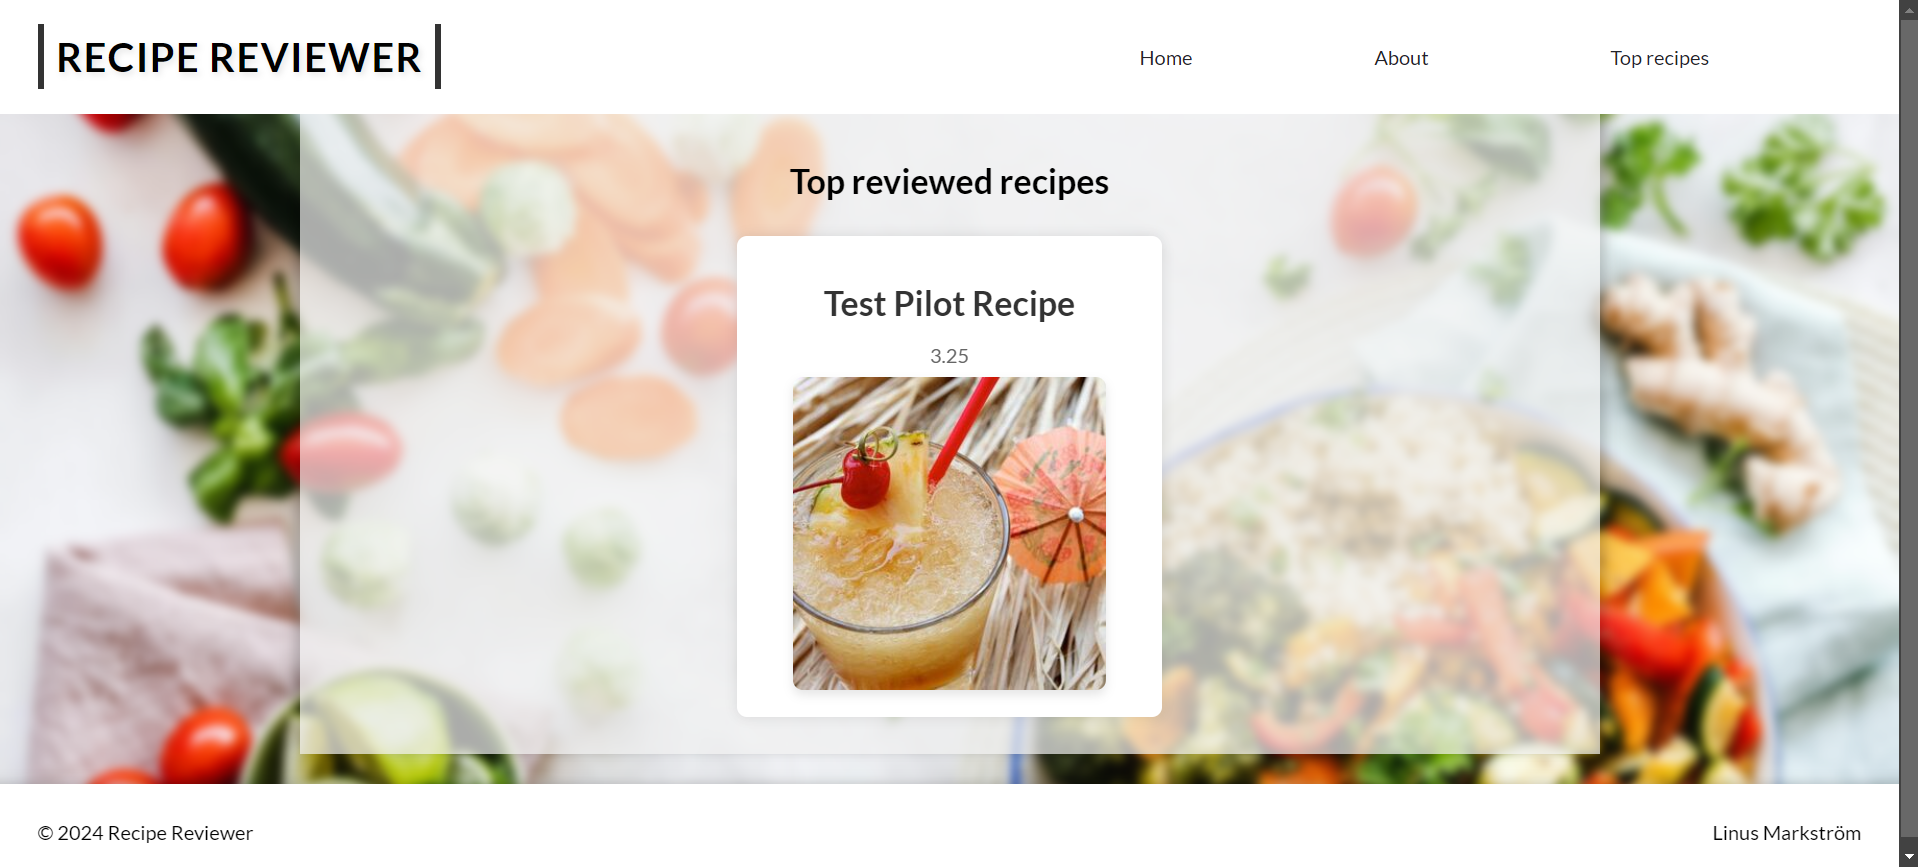 RECIPE REVIEWER
Home About Top recipes
Top reviewed recipes
Test Pilot Recipe
3.25
© 2024 Recipe Reviewer
Linus Markström